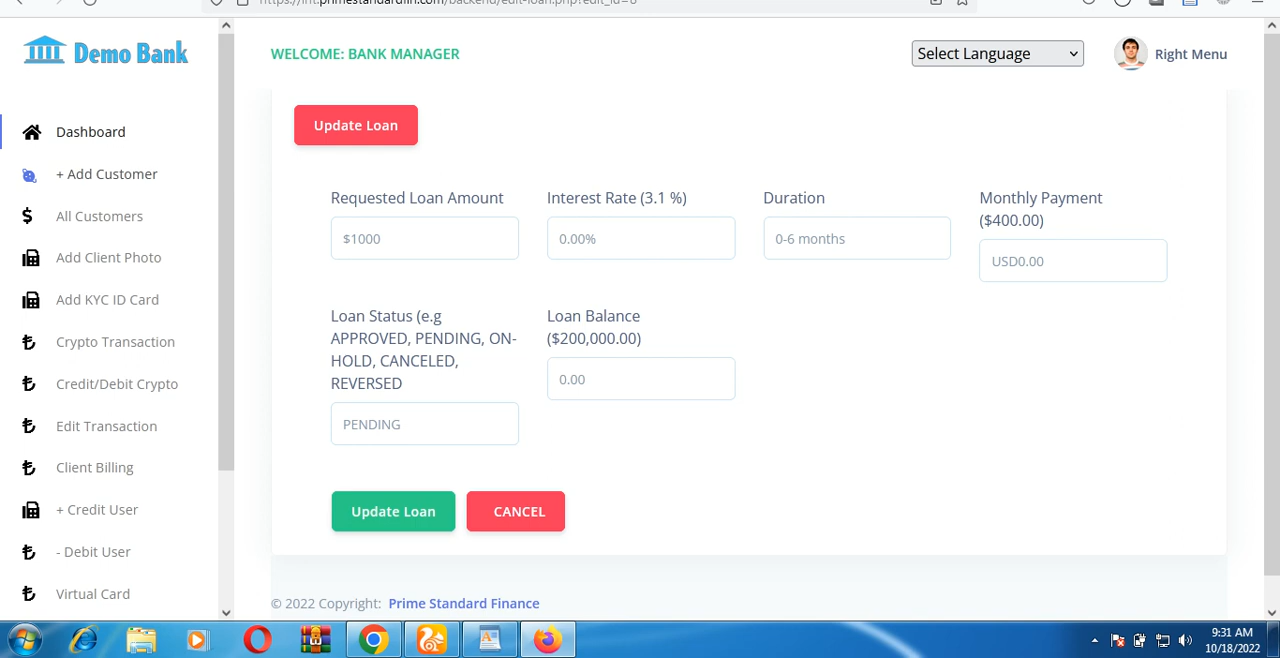 Demo Bank
WELCOME: BANK MANAGER
Select Language
Right Menu
Dashboard
+ Add Customer
All Customers
Add Client Photo
Add KYC ID Card
Crypto Transaction
Credit/Debit Crypto
Edit Transaction
Client Billing
+ Credit User
- Debit User
Virtual Card
Update Loan
Requested Loan Amount
$1000
Interest Rate (3.1 %)
0.00%
Duration
0-6 months
Monthly Payment
($400.00)
USD0.00
Loan Status (e.g
APPROVED, PENDING, ON-
HOLD, CANCELED,
REVERSED
PENDING
Loan Balance
($200,000.00)
0.00
Update Loan
CANCEL
© 2022 Copyright: Prime Standard Finance
9:31 AM
10/18/2022